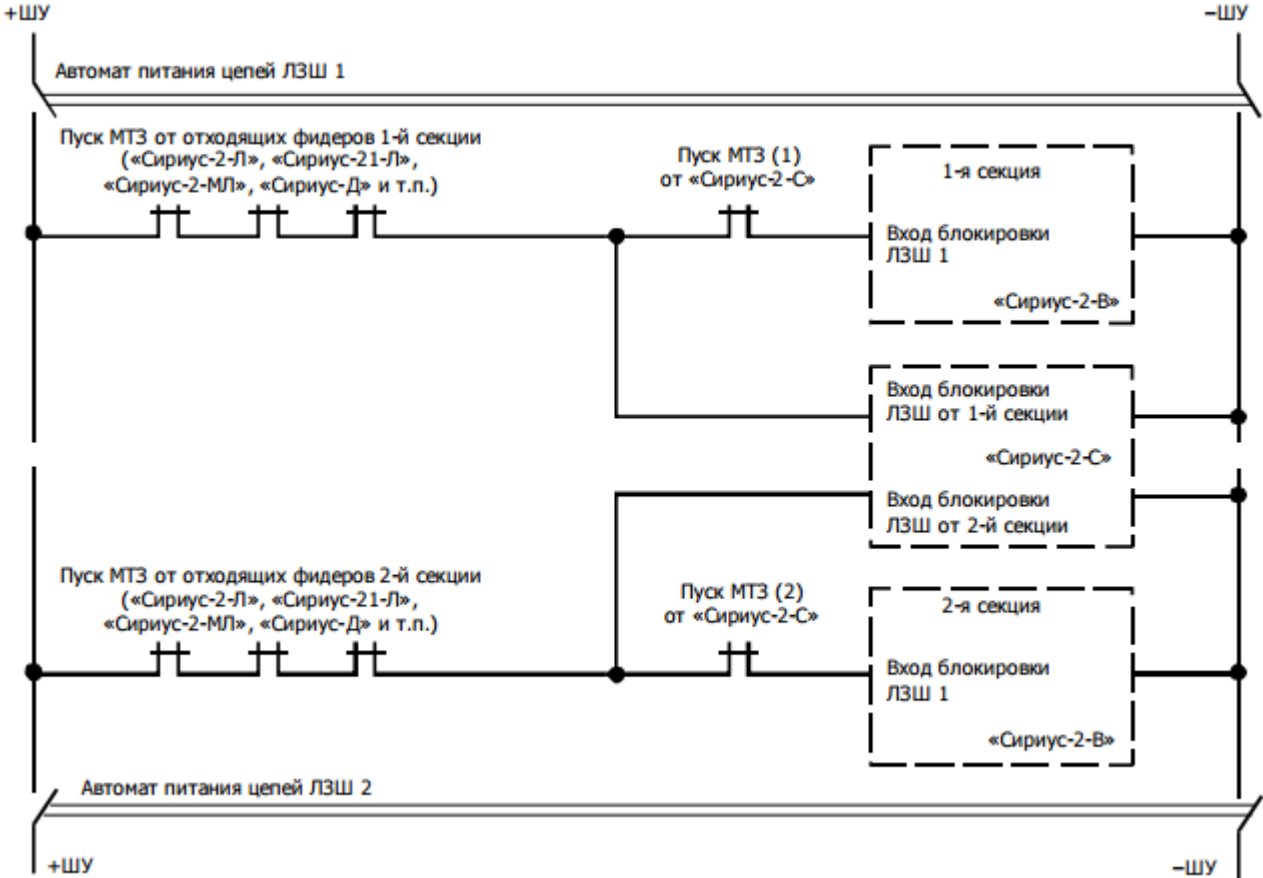 +ШУ
−ШУ
Автомат питания цепей ЛЗШ 1
Пуск МТЗ от отходящих фидеров 1-й секции
(«Сириус-2-Л», «Сириус-21-Л»,
«Сириус-2-МЛ», «Сириус-Д» и т.п.)
Пуск МТЗ (1)
от «Сириус-2-С»
1-я секция
Вход блокировки
ЛЗШ 1
«Сириус-2-В»
Вход блокировки
ЛЗШ от 1-й секции
«Сириус-2-С»
Вход блокировки
ЛЗШ от 2-й секции
Пуск МТЗ от отходящих фидеров 2-й секции
(«Сириус-2-Л», «Сириус-21-Л»,
«Сириус-2-МЛ», «Сириус-Д» и т.п.)
Пуск МТЗ (2)
от «Сириус-2-С»
2-я секция
Вход блокировки
ЛЗШ 1
«Сириус-2-В»
Автомат питания цепей ЛЗШ 2
+ШУ
−ШУ